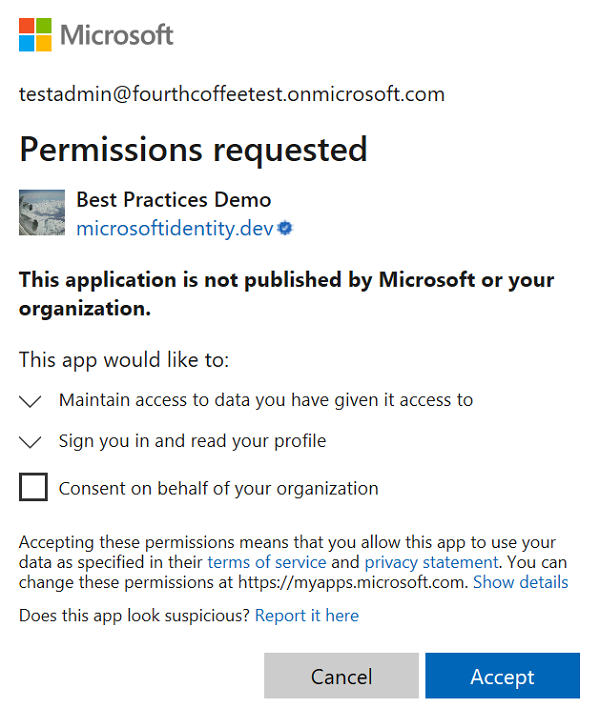 Microsoft
testadmin@fourthcoffeetest.onmicrosoft.com
Permissions requested
Best Practices Demo
microsoftidentity.dev
This application is not published by Microsoft or your
organization.
This app would like to:
Maintain access to data you have given it access to
Sign you in and read your profile
Consent on behalf of your organization
Accepting these permissions means that you allow this app to use your
data as specified in their terms of service and privacy statement. You can
change these permissions at https://myapps.microsoft.com. Show details
Does this app look suspicious? Report it here
Cancel
Accept